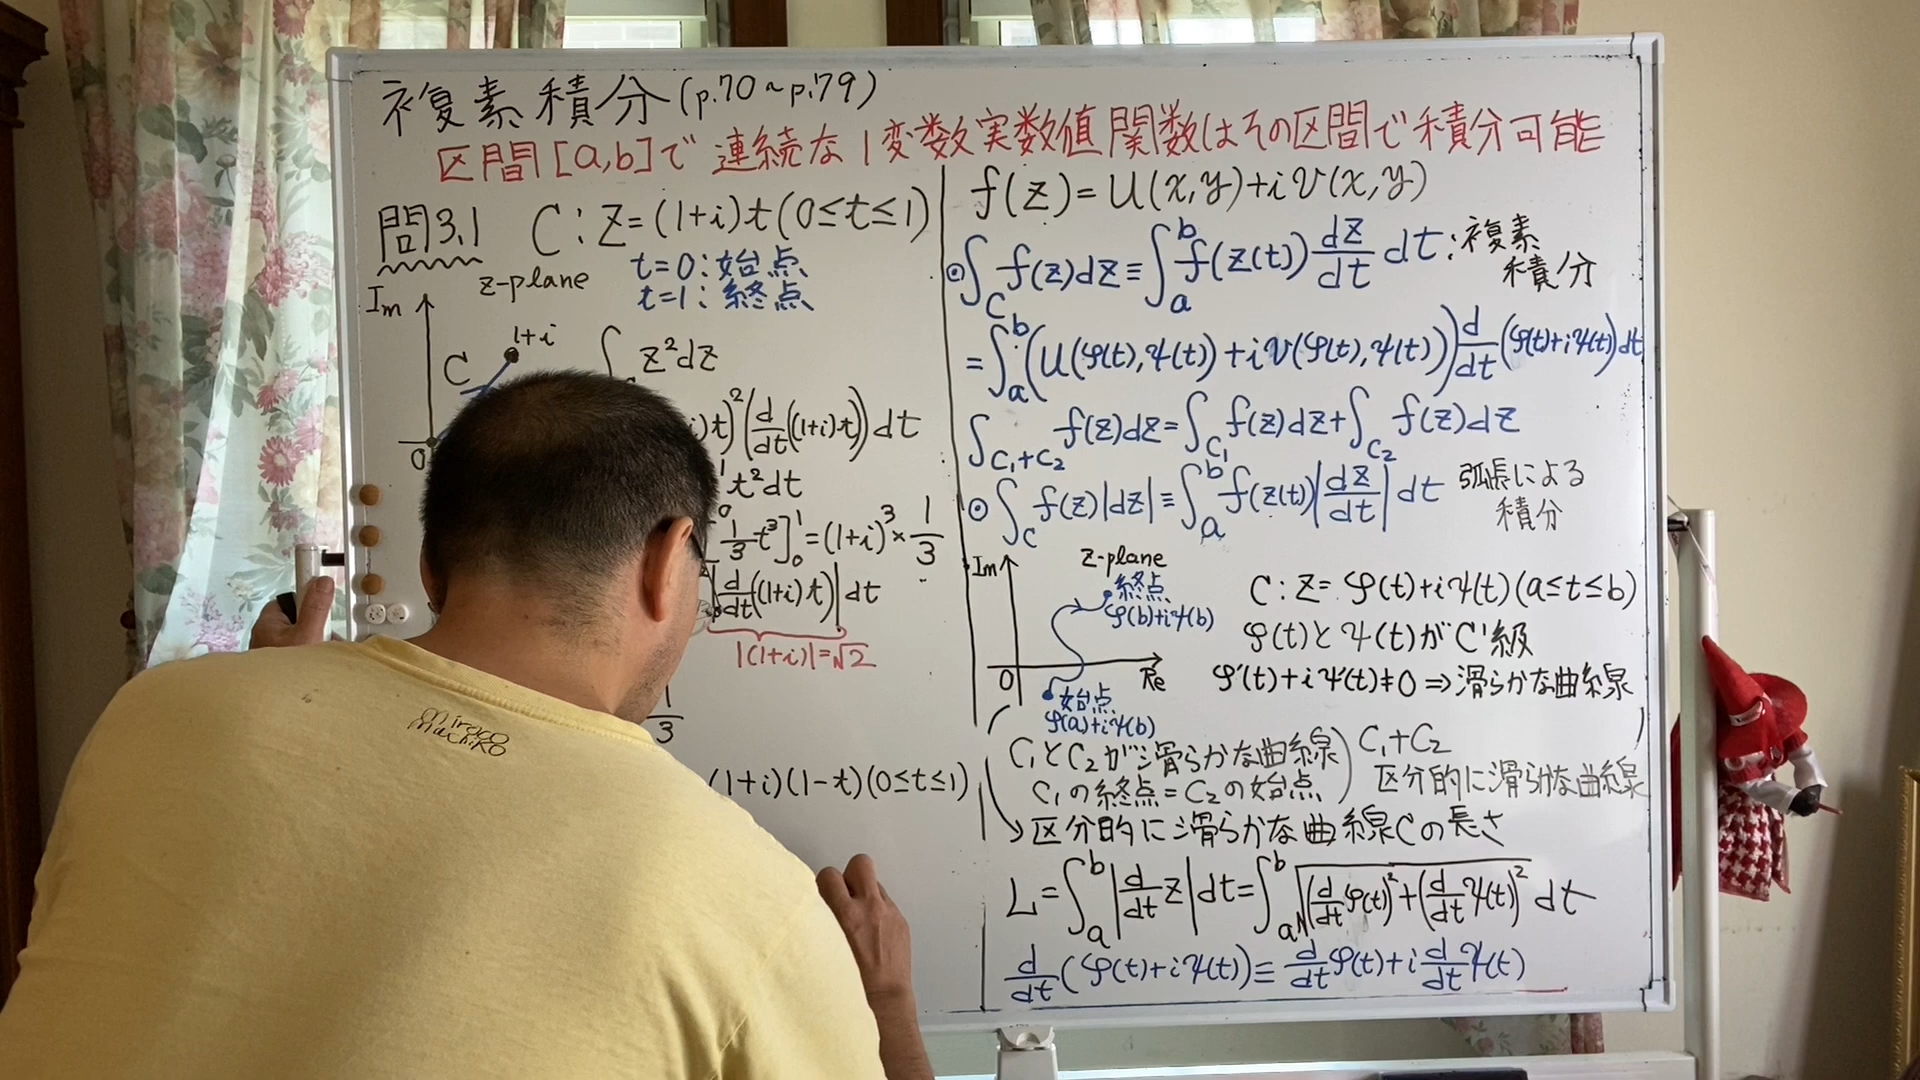 複素積分(p.70~p.79)
区間[a,b]で連続な1変数実数値関数はその区間で積分可能
問3.1 C:z=(1+i)t(0≤t≤1)
t=0:始点
t=1:終点
z-plane
Im
1+i
C
0
∫ z²dz
i)t)²(d/dt((1+i)t))dt
t²dt
1/3 t³]₀¹=(1+i)³×1/3
|d/dt((1+i)t)|dt
|(1+i)|=√2
1/3
(1+i)(1-t)(0≤t≤1)
f(z)=u(x,y)+iv(x,y)
⊙∫_C f(z)dz≡∫_a^b f(z(t))dz/dt dt:複素
積分
=∫_a^b(u(φ(t),ψ(t))+iv(φ(t),ψ(t)))d/dt(φ(t)+iψ(t))dt
∫_{C₁+C₂} f(z)dz=∫_{C₁}f(z)dz+∫_{C₂}f(z)dz
⊙∫_C f(z)|dz|≡∫_a^b f(z(t))|dz/dt|dt 弧長による
積分
Im
z-plane
終点
φ(b)+iψ(b)
0
Re
始点
φ(a)+iψ(b)
C:z=φ(t)+iψ(t)(a≤t≤b)
φ(t)とψ(t)がC¹級
φ'(t)+iψ'(t)≠0⇒滑らかな曲線
C₁とC₂が滑らかな曲線
C₁の終点=C₂の始点
C₁+C₂
区分的に滑らかな曲線
区分的に滑らかな曲線Cの長さ
L=∫_a^b|d/dt z|dt=∫_a^b√((d/dt φ(t))²+(d/dt ψ(t))²) dt
d/dt(φ(t)+iψ(t))≡d/dt φ(t)+i d/dt ψ(t)